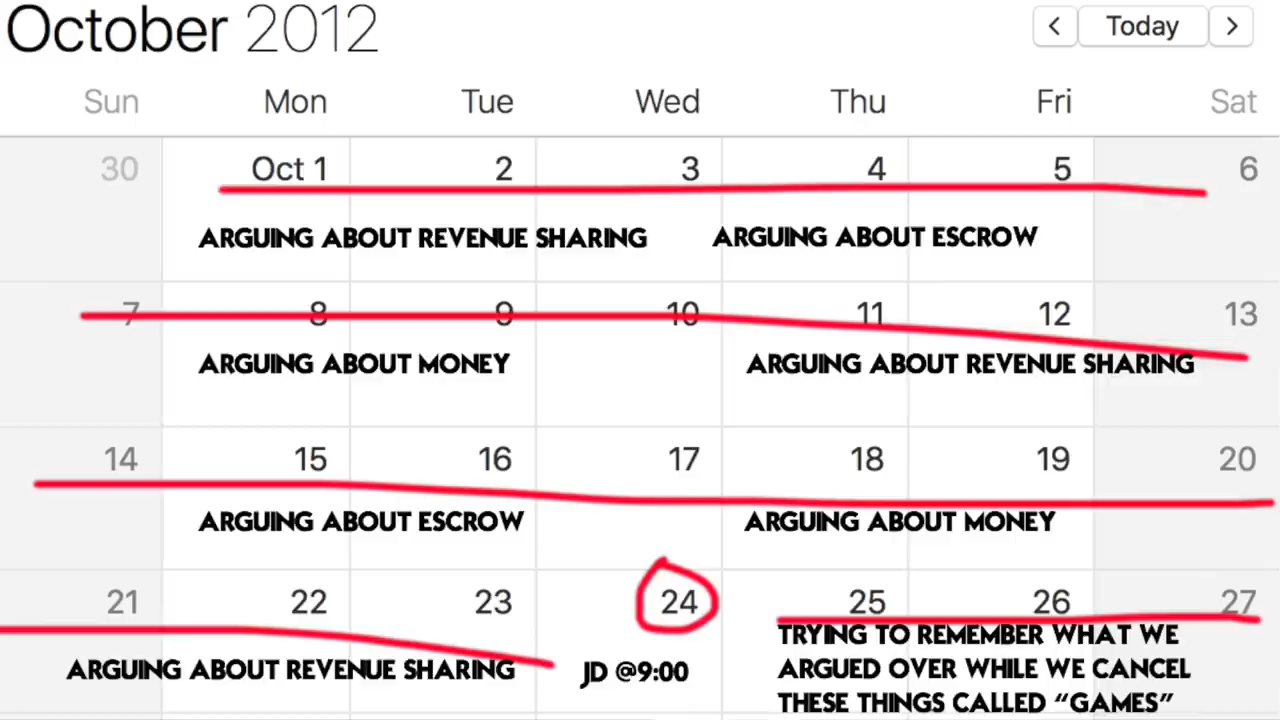 October 2012
< Today >
Sun Mon Tue Wed Thu Fri Sat
30 Oct 1 2 3 4 5 6
ARGUING ABOUT REVENUE SHARING ARGUING ABOUT ESCROW
7 8 9 10 11 12 13
ARGUING ABOUT MONEY ARGUING ABOUT REVENUE SHARING
14 15 16 17 18 19 20
ARGUING ABOUT ESCROW ARGUING ABOUT MONEY
21 22 23 24 25 26 27
ARGUING ABOUT REVENUE SHARING JD @9:00
TRYING TO REMEMBER WHAT WE
ARGUED OVER WHILE WE CANCEL
THESE THINGS CALLED “GAMES”